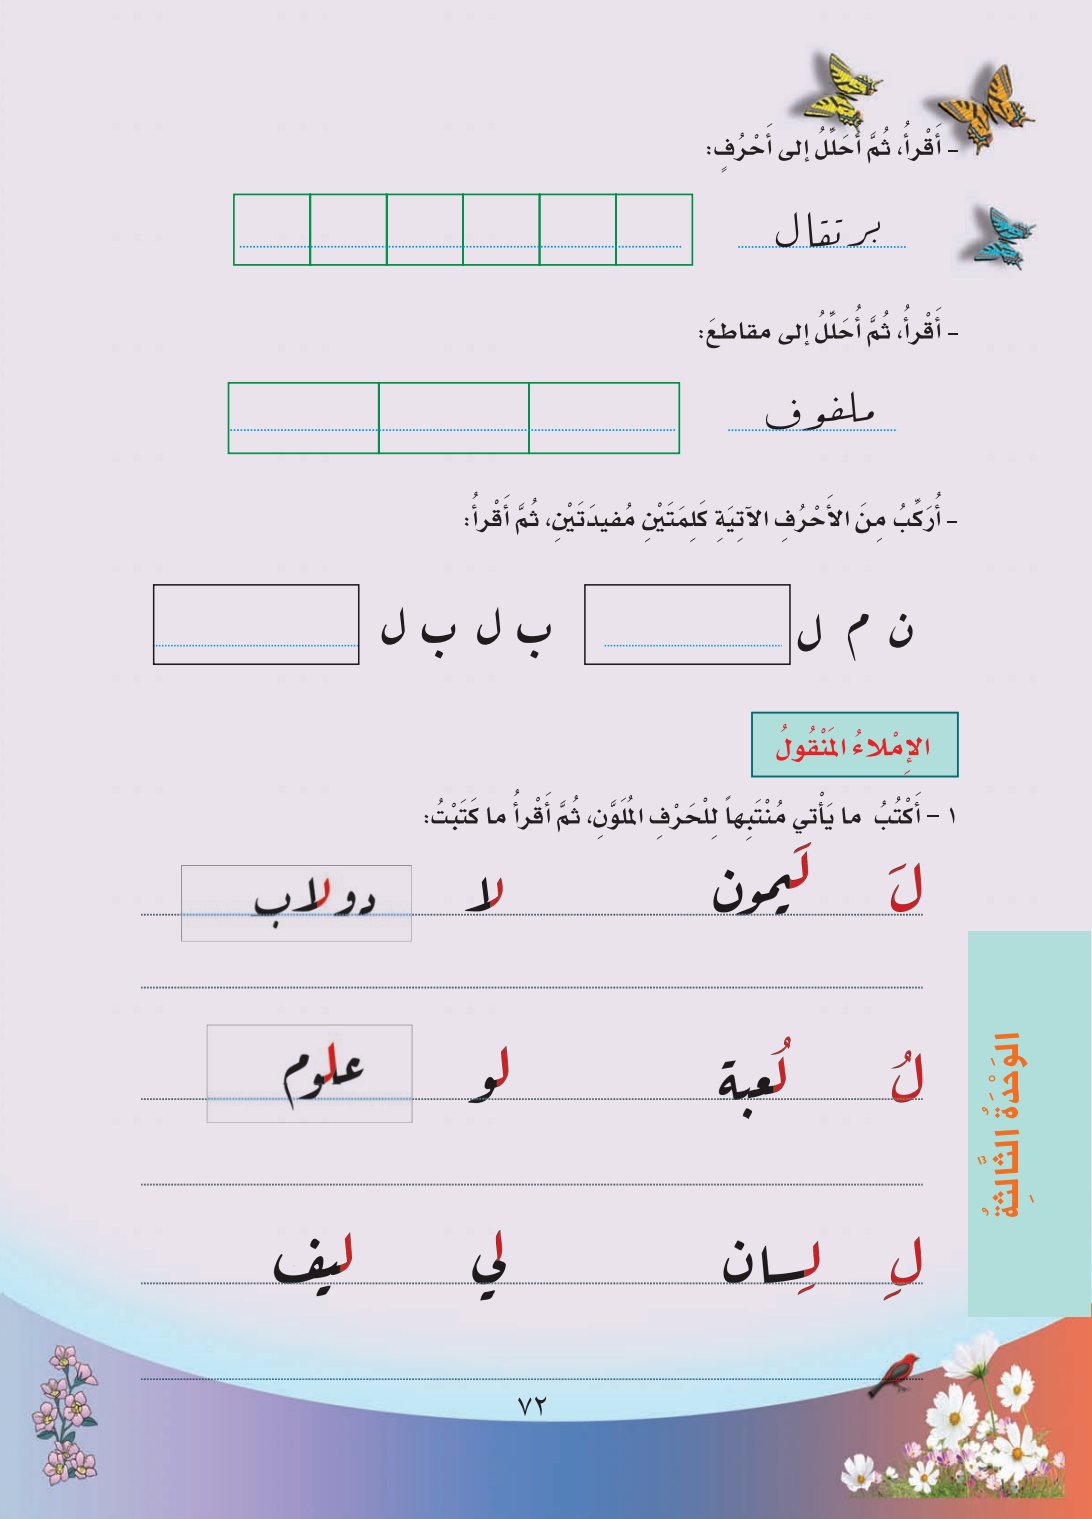 - أَقْرأُ، ثُمَّ أُحَلِّلُ إلى أَحْرُفٍ:
برتقال
- أَقْرأُ، ثُمَّ أُحَلِّلُ إلى مقاطعَ:
ملفوف
- أُرَكِّبُ مِنَ الأَحْرُفِ الآتِيَةِ كَلِمَتَيْنِ مُفيدَتَيْنِ، ثُمَّ أَقْرأُ:
ن م ل ب ل ب ل
الإِمْلاءُ المَنْقُولُ
١ - أَكْتُبُ ما يَأْتي مُنْتَبِهاً لِلْحَرْفِ المُلَوَّنِ، ثُمَّ أَقْرأُ ما كَتَبْتُ:
لَ لَيمون لا دولاب
لُ لُعبة لو علوم
لِ لِسان لي ليف
الوَحْدَةُ الثَّالِثَةُ
٧٢